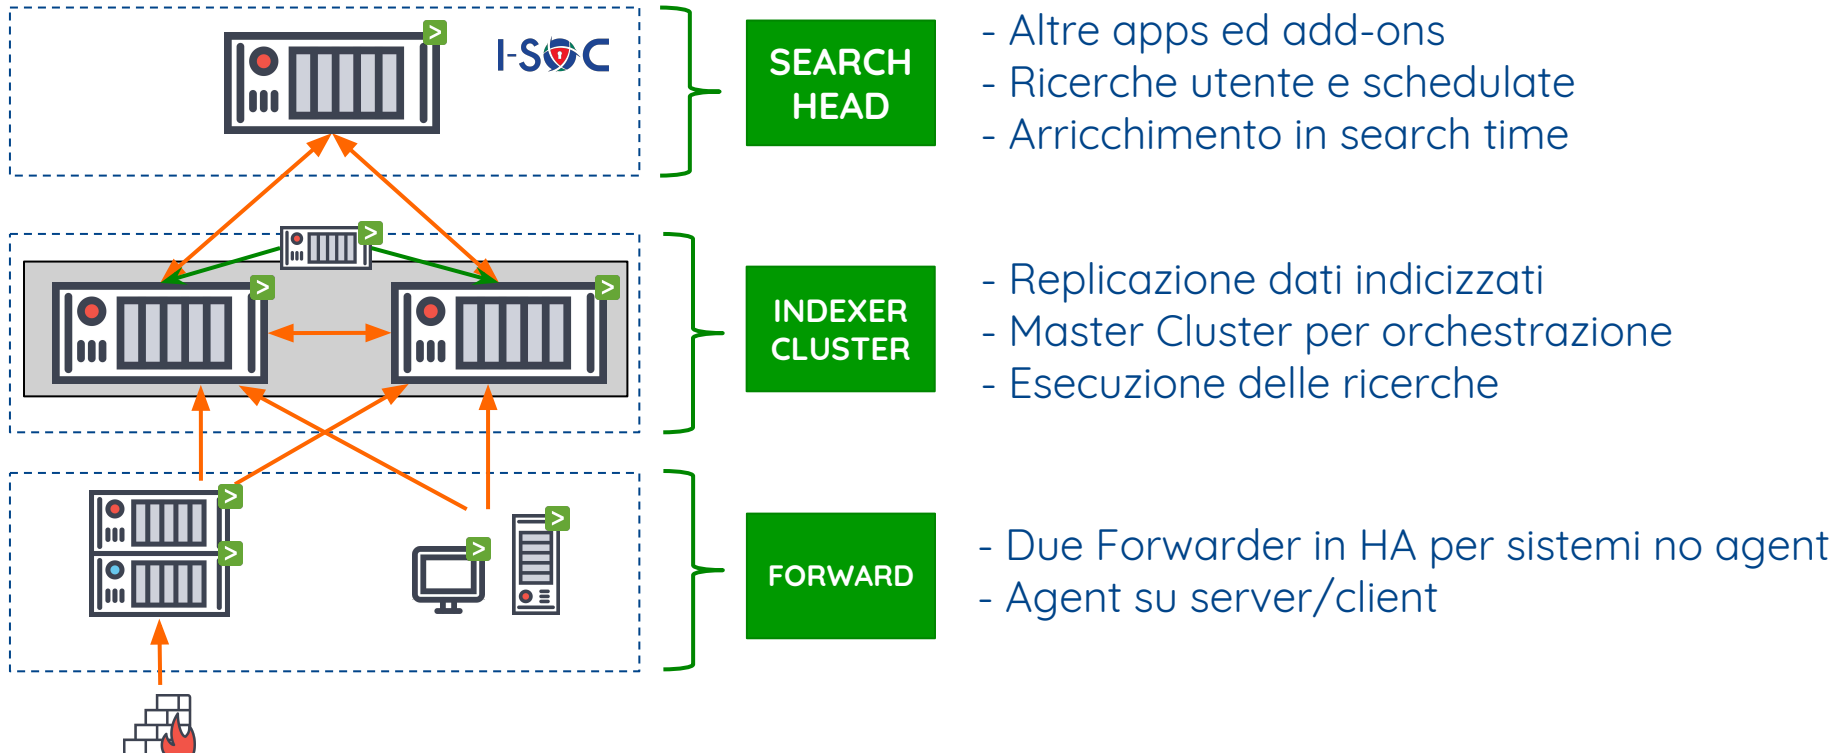 I-SOC
SEARCH
HEAD
- Altre apps ed add-ons
- Ricerche utente e schedulate
- Arricchimento in search time
>
>
>
>
INDEXER
CLUSTER
- Replicazione dati indicizzati
- Master Cluster per orchestrazione
- Esecuzione delle ricerche
>
>
>
>
FORWARD
- Due Forwarder in HA per sistemi no agent
- Agent su server/client